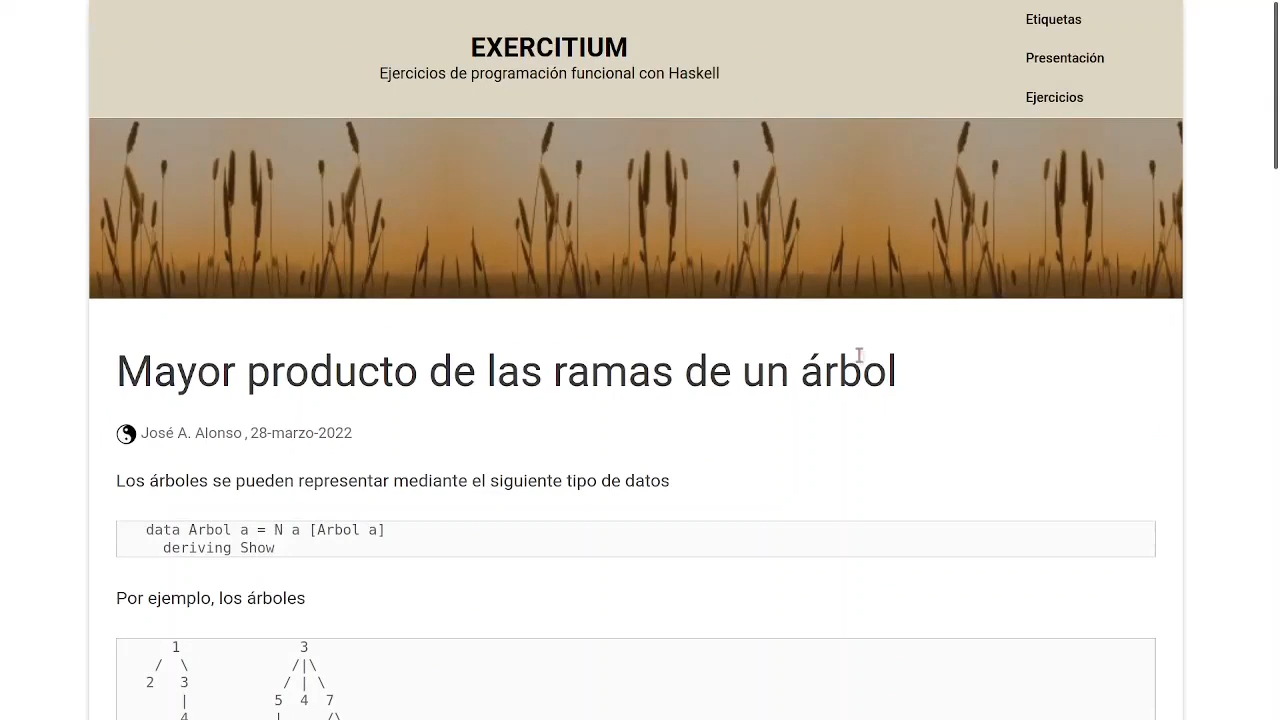 EXERCITIUM
Ejercicios de programación funcional con Haskell
Etiquetas
Presentación
Ejercicios
Mayor producto de las ramas de un árbol
José A. Alonso , 28-marzo-2022
Los árboles se pueden representar mediante el siguiente tipo de datos
data Arbol a = N a [Arbol a]
deriving Show
Por ejemplo, los árboles
1 3
/ \ /|\
2 3 / | \
| 5 4 7
4 | /\